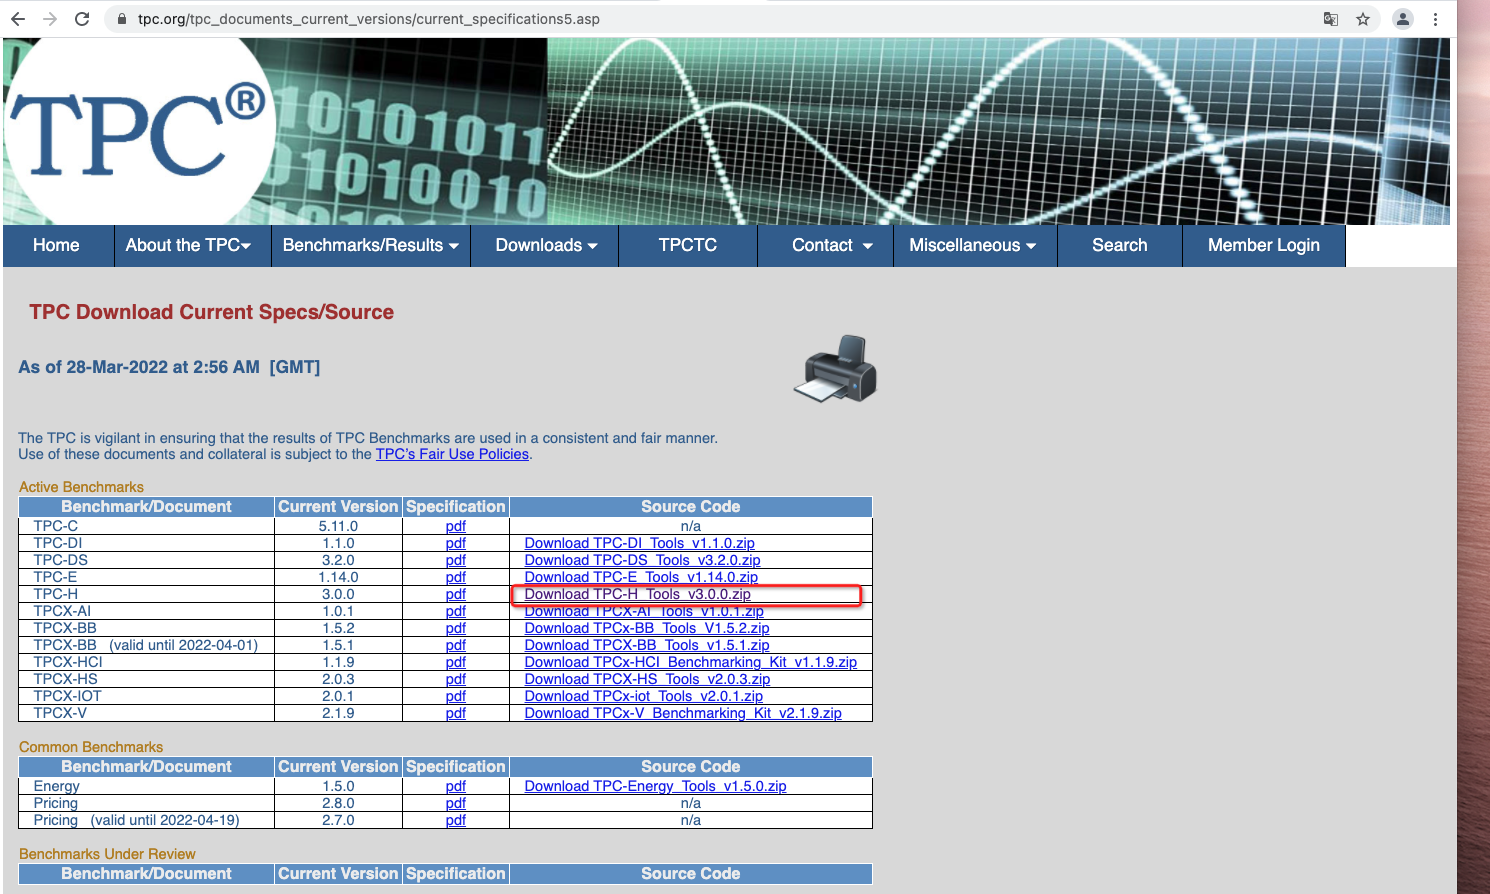 tpc.org/tpc_documents_current_versions/current_specifications5.asp
TPC®
10101011
01010010
Home About the TPC Benchmarks/Results Downloads TPCTC Contact Miscellaneous Search Member Login
TPC Download Current Specs/Source
As of 28-Mar-2022 at 2:56 AM [GMT]
The TPC is vigilant in ensuring that the results of TPC Benchmarks are used in a consistent and fair manner.
Use of these documents and collateral is subject to the TPC's Fair Use Policies.
Active Benchmarks
Benchmark/Document Current Version Specification Source Code
TPC-C 5.11.0 pdf n/a
TPC-DI 1.1.0 pdf Download TPC-DI_Tools_v1.1.0.zip
TPC-DS 3.2.0 pdf Download TPC-DS_Tools_v3.2.0.zip
TPC-E 1.14.0 pdf Download TPC-E_Tools_v1.14.0.zip
TPC-H 3.0.0 pdf Download TPC-H_Tools_v3.0.0.zip
TPCX-AI 1.0.1 pdf Download TPCX-AI_Tools_v1.0.1.zip
TPCX-BB 1.5.2 pdf Download TPCx-BB_Tools_V1.5.2.zip
TPCX-BB (valid until 2022-04-01) 1.5.1 pdf Download TPCX-BB_Tools_v1.5.1.zip
TPCX-HCI 1.1.9 pdf Download TPCx-HCI_Benchmarking_Kit_v1.1.9.zip
TPCX-HS 2.0.3 pdf Download TPCX-HS_Tools_v2.0.3.zip
TPCX-IOT 2.0.1 pdf Download TPCx-iot_Tools_v2.0.1.zip
TPCX-V 2.1.9 pdf Download TPCx-V_Benchmarking_Kit_v2.1.9.zip
Common Benchmarks
Benchmark/Document Current Version Specification Source Code
Energy 1.5.0 pdf Download TPC-Energy_Tools_v1.5.0.zip
Pricing 2.8.0 pdf n/a
Pricing (valid until 2022-04-19) 2.7.0 pdf n/a
Benchmarks Under Review
Benchmark/Document Current Version Specification Source Code